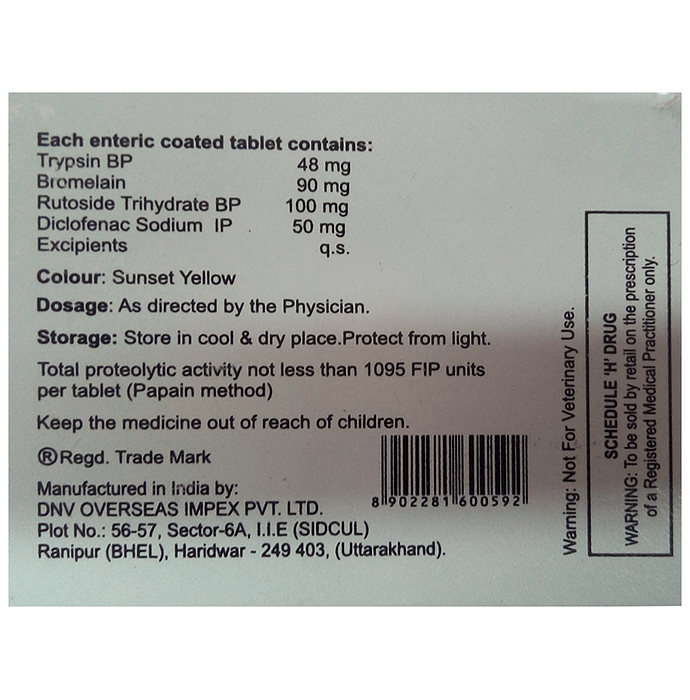 Each enteric coated tablet contains:
Trypsin BP 48 mg
Bromelain 90 mg
Rutoside Trihydrate BP 100 mg
Diclofenac Sodium IP 50 mg
Excipients q.s.
Colour: Sunset Yellow
Dosage: As directed by the Physician.
Storage: Store in cool & dry place.Protect from light.
Total proteolytic activity not less than 1095 FIP units
per tablet (Papain method)
Keep the medicine out of reach of children.
®Regd. Trade Mark
Manufactured in India by:
DNV OVERSEAS IMPEX PVT. LTD.
Plot No.: 56-57, Sector-6A, I.I.E (SIDCUL)
Ranipur (BHEL), Haridwar - 249 403, (Uttarakhand).
8 902281 600592
Warning: Not For Veterinary Use.
SCHEDULE 'H' DRUG
WARNING: To be sold by retail on the prescription
of a Registered Medical Practitioner only.